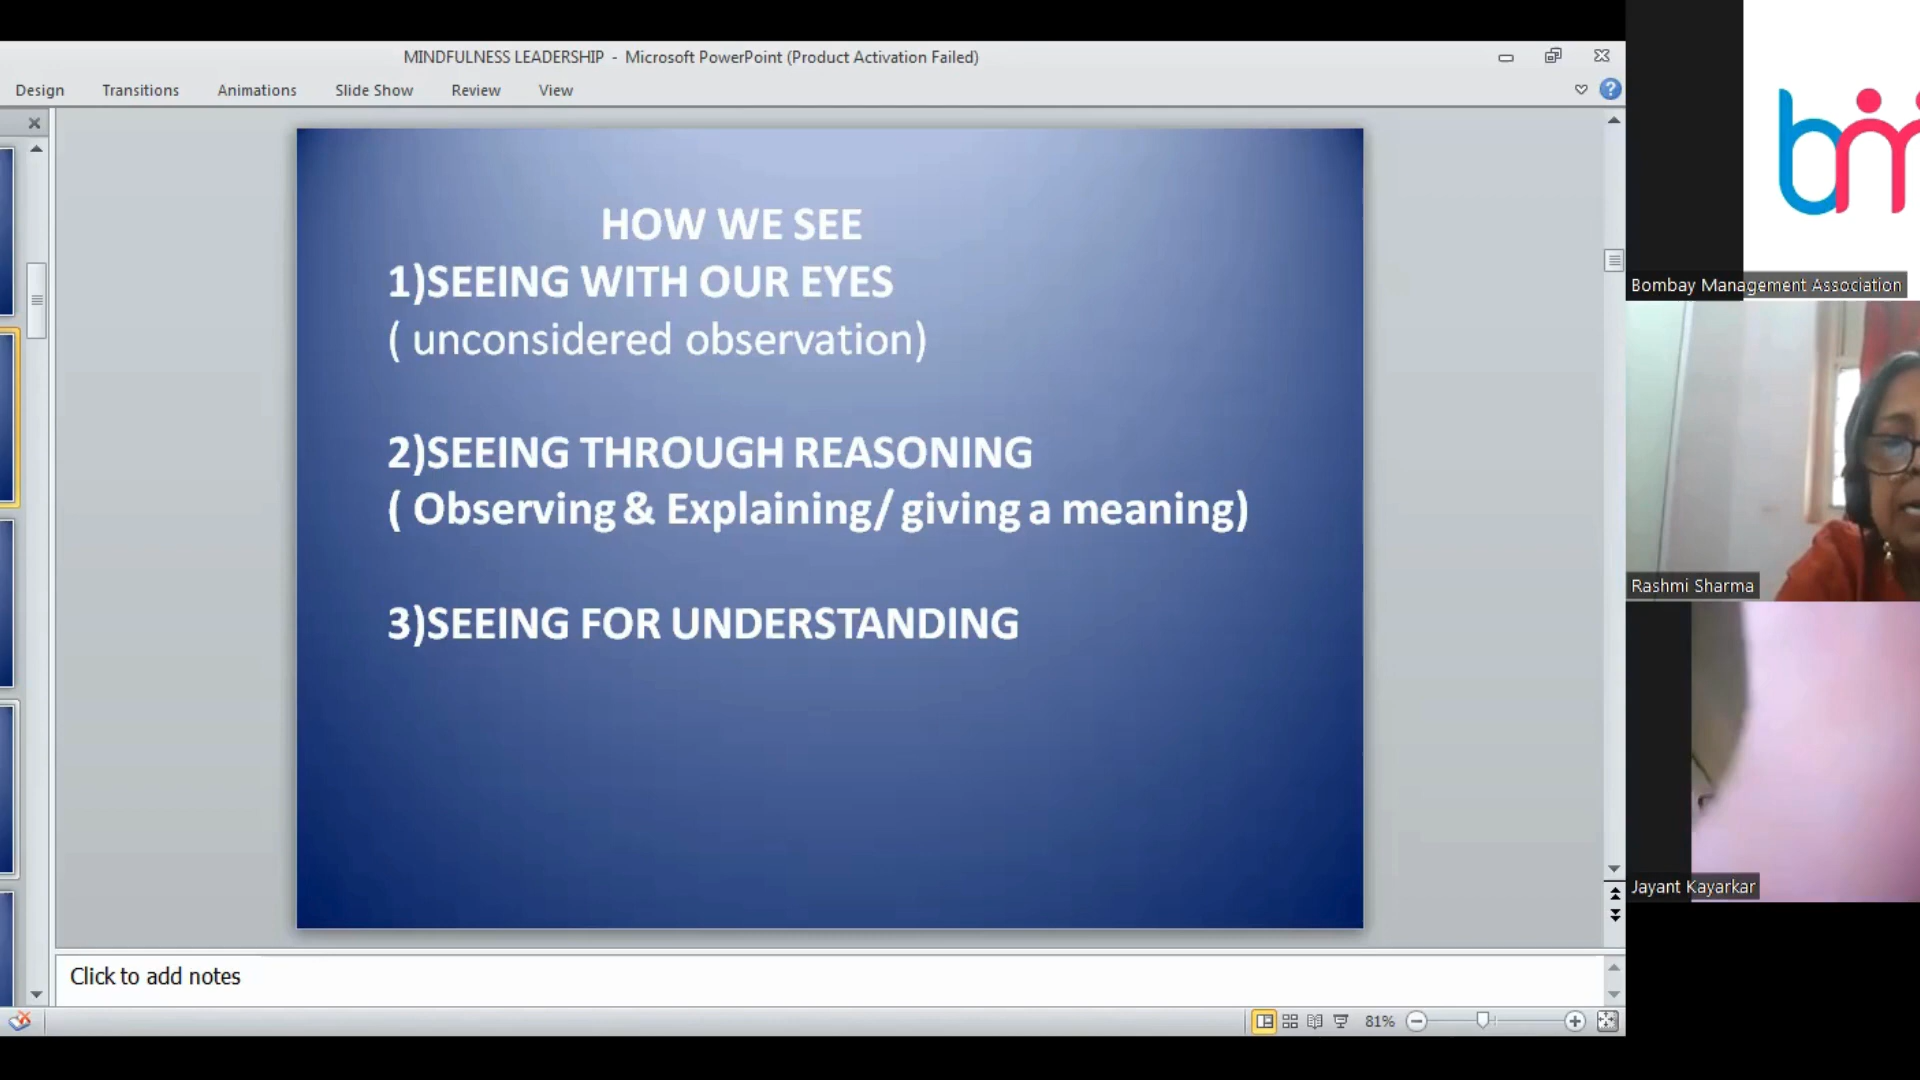 MINDFULNESS LEADERSHIP - Microsoft PowerPoint (Product Activation Failed)
Design Transitions Animations Slide Show Review View
HOW WE SEE
1)SEEING WITH OUR EYES
( unconsidered observation)
2)SEEING THROUGH REASONING
( Observing & Explaining/ giving a meaning)
3)SEEING FOR UNDERSTANDING
Click to add notes
81%
bm
Bombay Management Association
Rashmi Sharma
Jayant Kayarkar